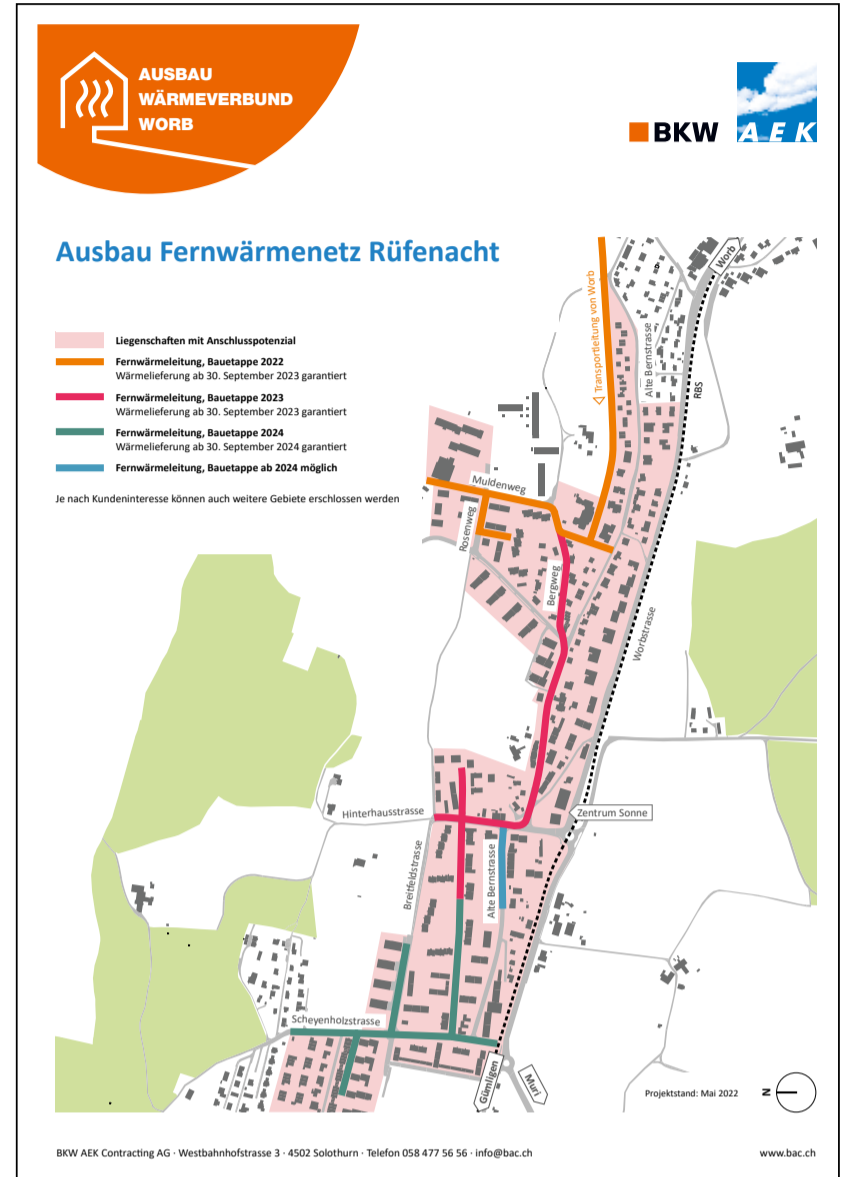 AUSBAU
WÄRMEVERBUND
WORB
BKW
AEK
Ausbau Fernwärmenetz Rüfenacht
Liegenschaften mit Anschlusspotenzial
Fernwärmeleitung, Bauetappe 2022
Wärmelieferung ab 30. September 2023 garantiert
Fernwärmeleitung, Bauetappe 2023
Wärmelieferung ab 30. September 2023 garantiert
Fernwärmeleitung, Bauetappe 2024
Wärmelieferung ab 30. September 2024 garantiert
Fernwärmeleitung, Bauetappe ab 2024 möglich
Je nach Kundeninteresse können auch weitere Gebiete erschlossen werden
Worb
Transportleitung von Worb
Alte Bernstrasse
RBS
Muldenweg
Rosenweg
Bergweg
Worbstrasse
Zentrum Sonne
Hinterhausstrasse
Breitfeldstrasse
Alte Bernstrasse
Scheyenholzstrasse
Gümligen
Muri
Projektstand: Mai 2022
N
BKW AEK Contracting AG · Westbahnhofstrasse 3 · 4502 Solothurn · Telefon 058 477 56 56 · info@bac.ch
www.bac.ch